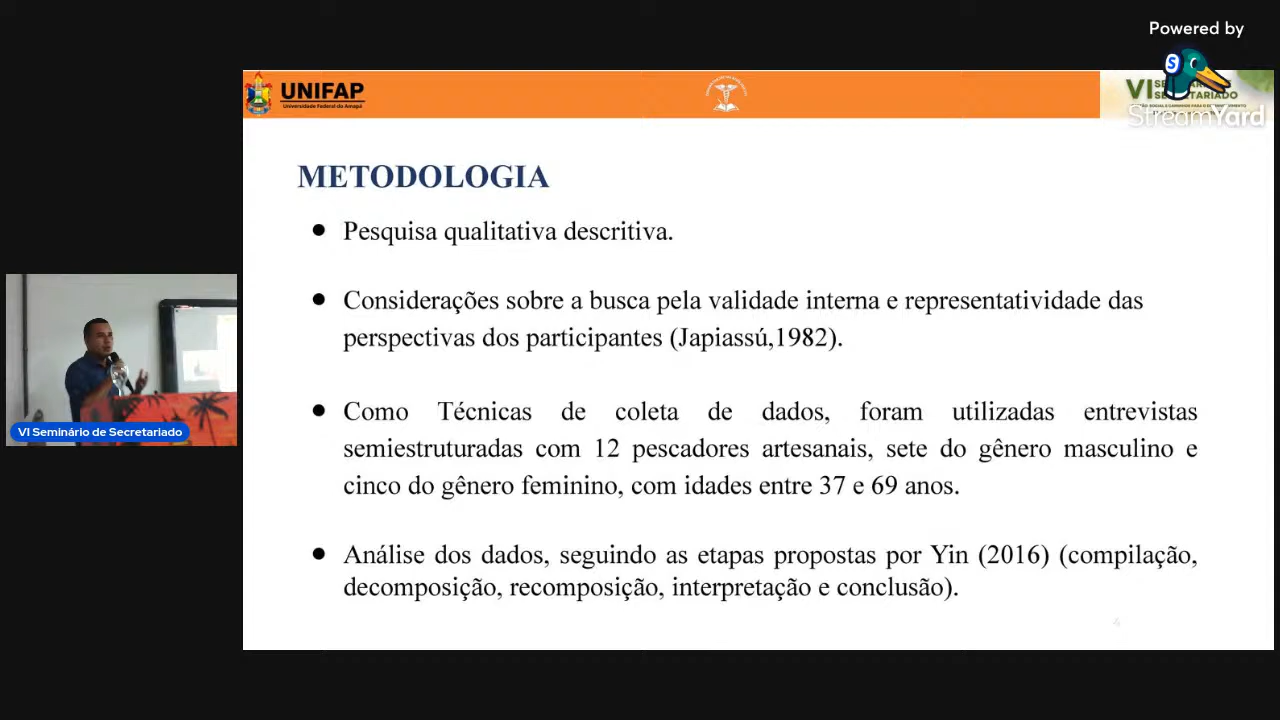 Powered by
StreamYard
UNIFAP
Universidade Federal do Amapá
VI
METODOLOGIA
● Pesquisa qualitativa descritiva.
● Considerações sobre a busca pela validade interna e representatividade das
perspectivas dos participantes (Japiassú,1982).
● Como Técnicas de coleta de dados, foram utilizadas entrevistas
semiestruturadas com 12 pescadores artesanais, sete do gênero masculino e
cinco do gênero feminino, com idades entre 37 e 69 anos.
● Análise dos dados, seguindo as etapas propostas por Yin (2016) (compilação,
decomposição, recomposição, interpretação e conclusão).
VI Seminário de Secretariado